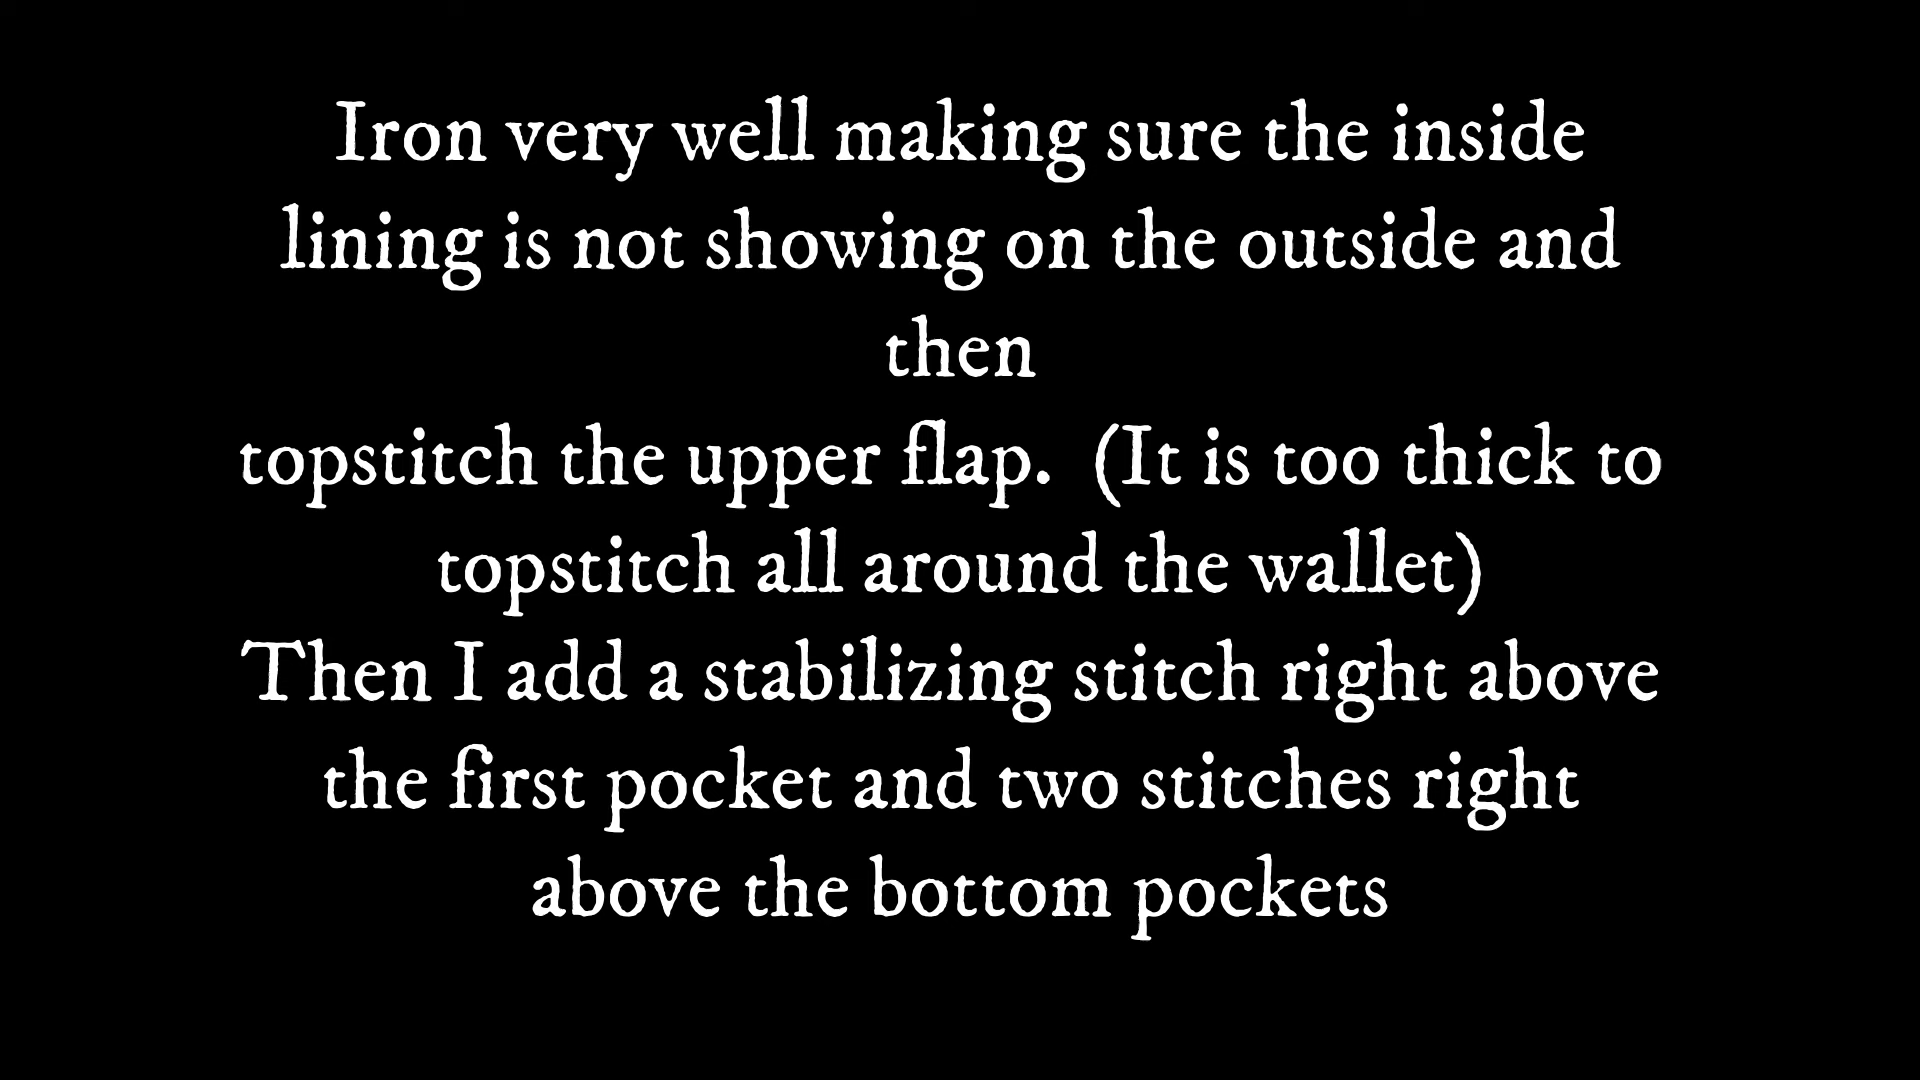 Iron very well making sure the inside
lining is not showing on the outside and
then
topstitch the upper flap.  (It is too thick to
topstitch all around the wallet)
Then I add a stabilizing stitch right above
the first pocket and two stitches right
above the bottom pockets